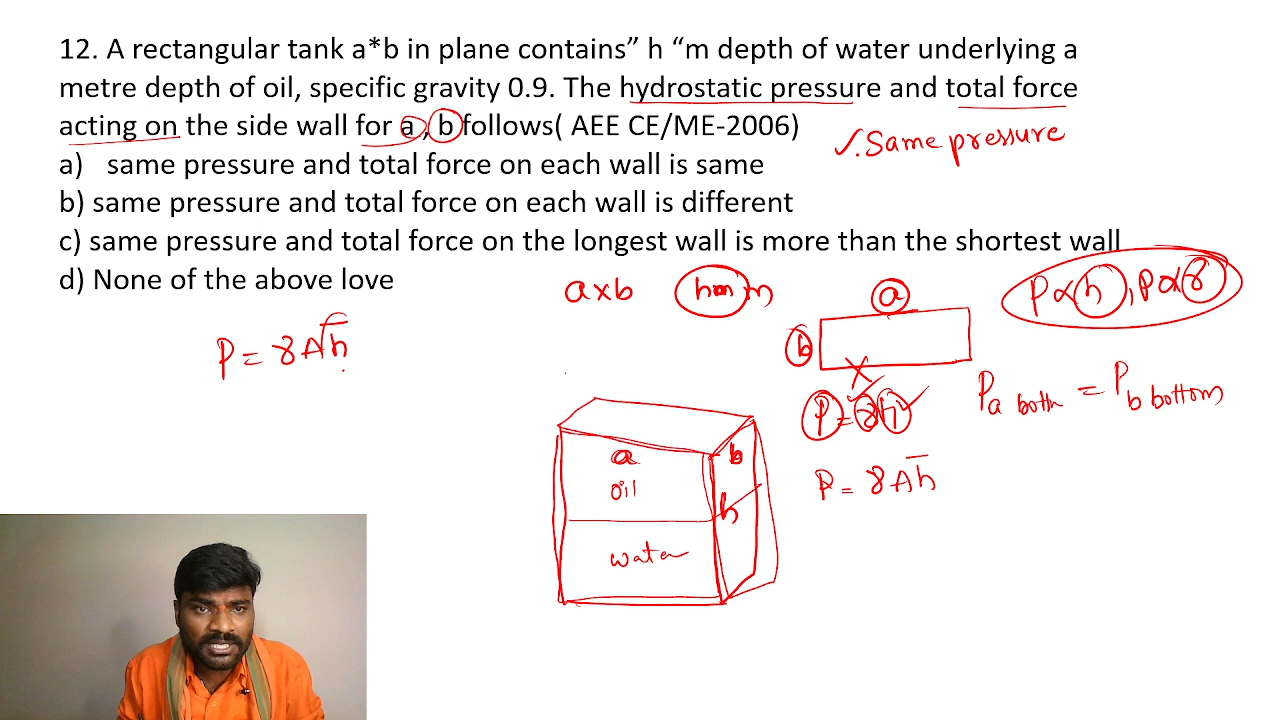 12. A rectangular tank a*b in plane contains” h “m depth of water underlying a
metre depth of oil, specific gravity 0.9. The hydrostatic pressure and total force
acting on the side wall for a , b follows( AEE CE/ME-2006)
✓. Same pressure
a) same pressure and total force on each wall is same
b) same pressure and total force on each wall is different
c) same pressure and total force on the longest wall is more than the shortest wall
d) None of the above love
a×b
m
a
P∝h, P∝γ
P = γAh̅
b
P = γh
P = γAh̅
a
b
oil
h
water